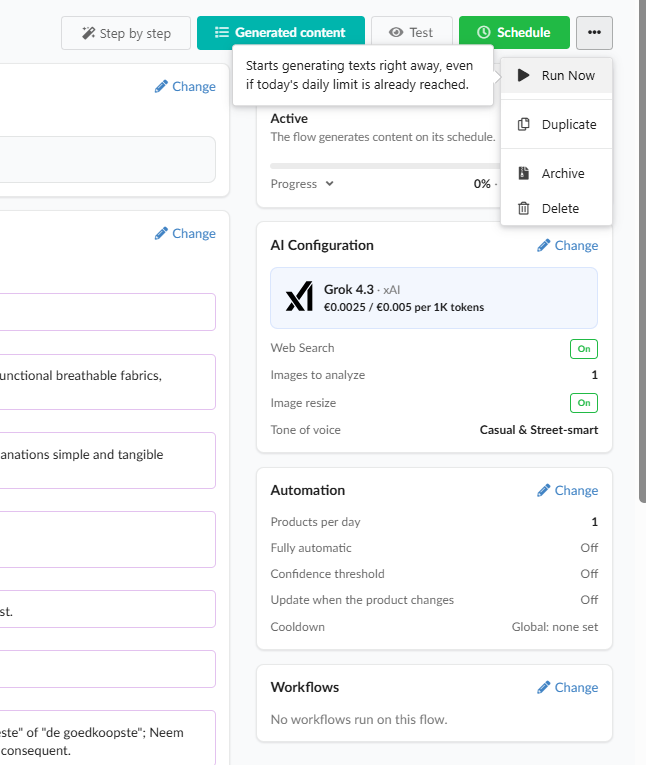 Step by step
Generated content
Test
Schedule
Starts generating texts right away, even
if today's daily limit is already reached.
Run Now
Duplicate
Archive
Delete
Change
Active
The flow generates content on its schedule.
Progress
0% ·
Change
unctional breathable fabrics,
anations simple and tangible
st.
este" of "de goedkoopste"; Neem
consequent.
AI Configuration
Change
Grok 4.3 · xAI
€0.0025 / €0.005 per 1K tokens
Web Search
On
Images to analyze
1
Image resize
On
Tone of voice
Casual & Street-smart
Automation
Change
Products per day
1
Fully automatic
Off
Confidence threshold
Off
Update when the product changes
Off
Cooldown
Global: none set
Workflows
Change
No workflows run on this flow.